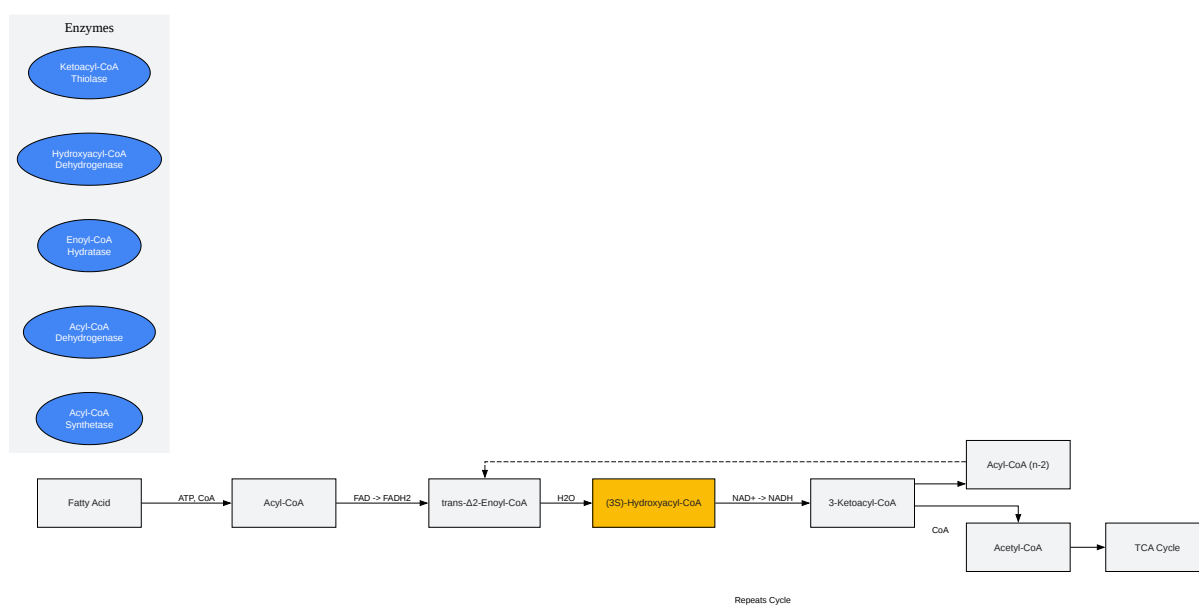 Enzymes
Ketoacyl-CoA
Thiolase
Hydroxyacyl-CoA
Dehydrogenase
Enoyl-CoA
Hydratase
Acyl-CoA
Dehydrogenase
Acyl-CoA
Synthetase
Fatty Acid
ATP, CoA
Acyl-CoA
FAD -> FADH2
trans-Δ2-Enoyl-CoA
H2O
(3S)-Hydroxyacyl-CoA
NAD+ -> NADH
3-Ketoacyl-CoA
Acyl-CoA (n-2)
CoA
Acetyl-CoA
TCA Cycle
Repeats Cycle